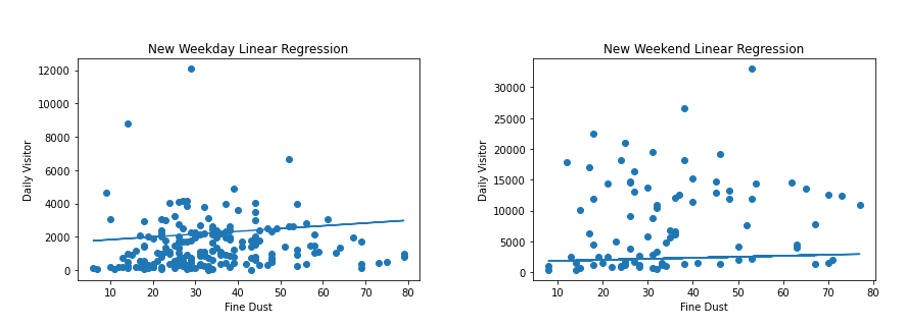 New Weekday Linear Regression
12000
10000
8000
6000
4000
2000
0
Daily Visitor
10 20 30 40 50 60 70 80
Fine Dust
New Weekend Linear Regression
30000
25000
20000
15000
10000
5000
0
Daily Visitor
10 20 30 40 50 60 70 80
Fine Dust